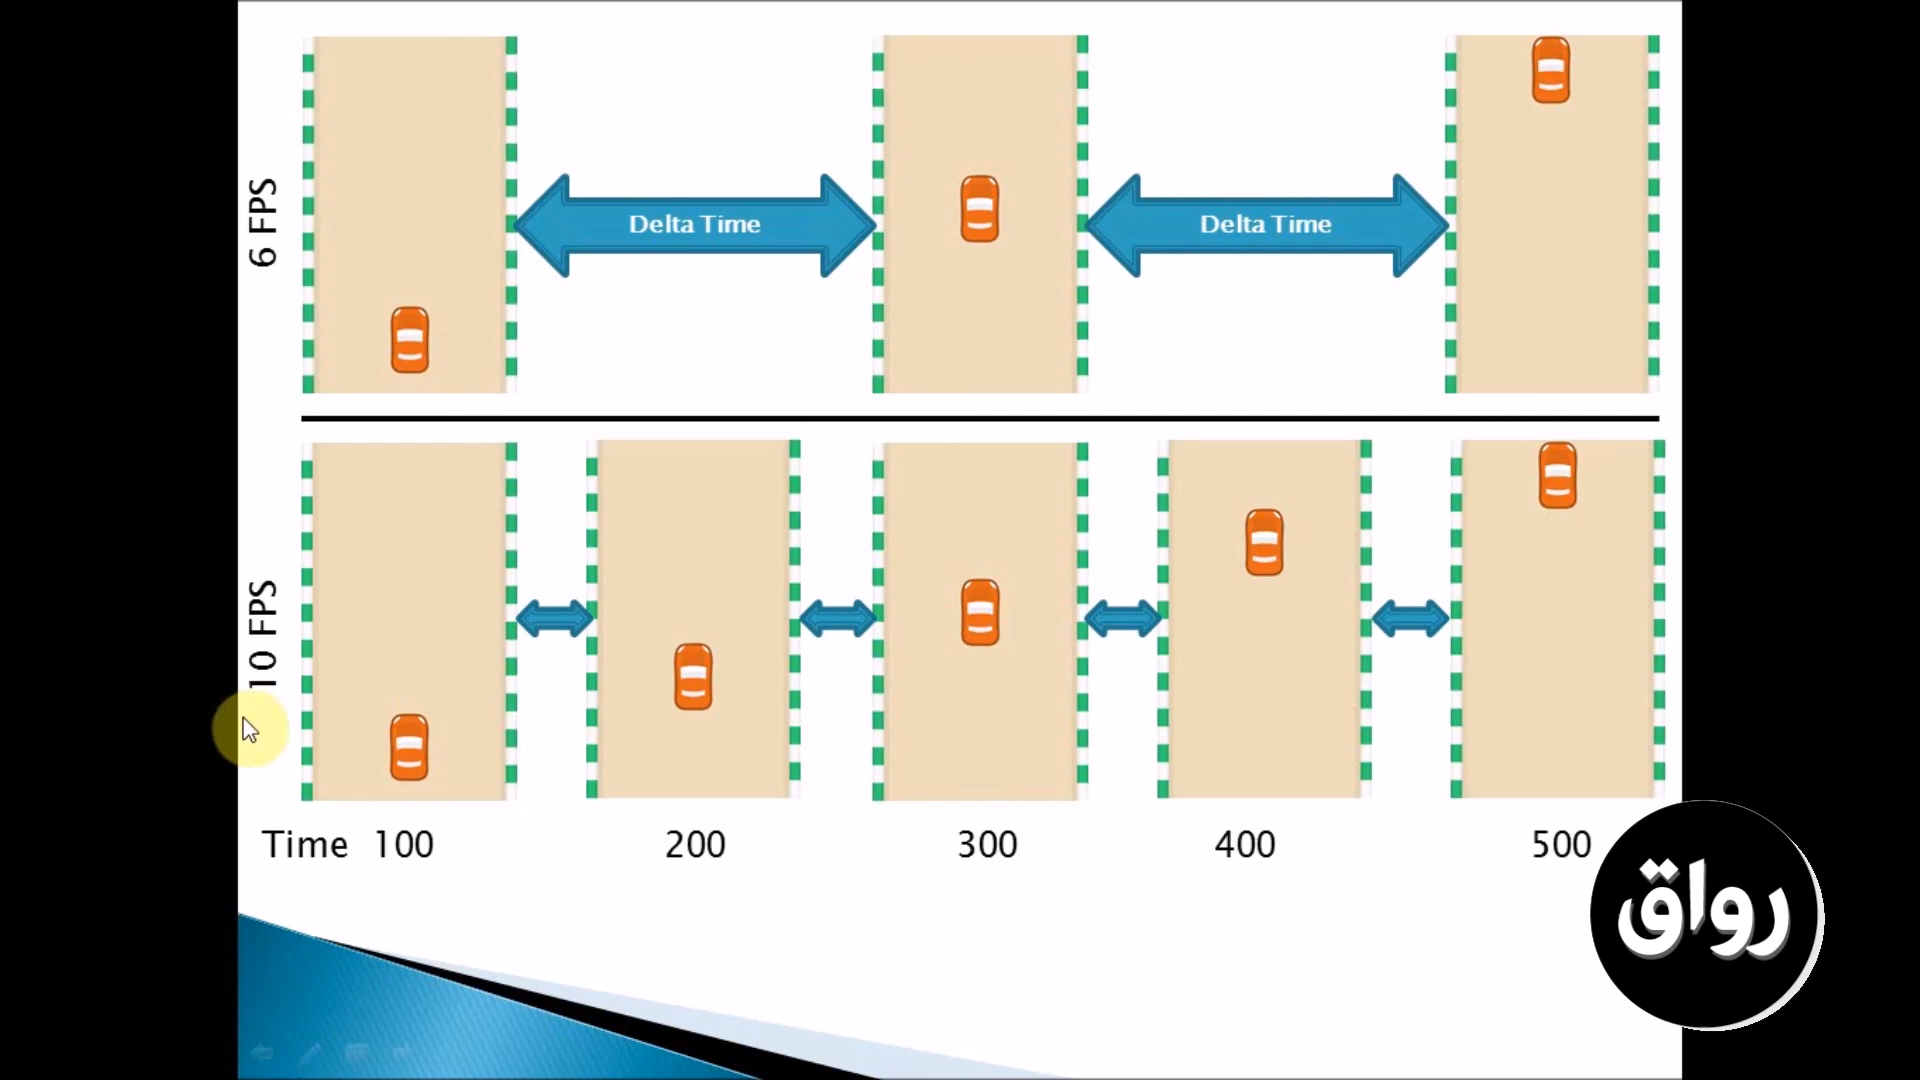 6 FPS
Delta Time
Delta Time
10 FPS
Time 100 200 300 400 500
رواق